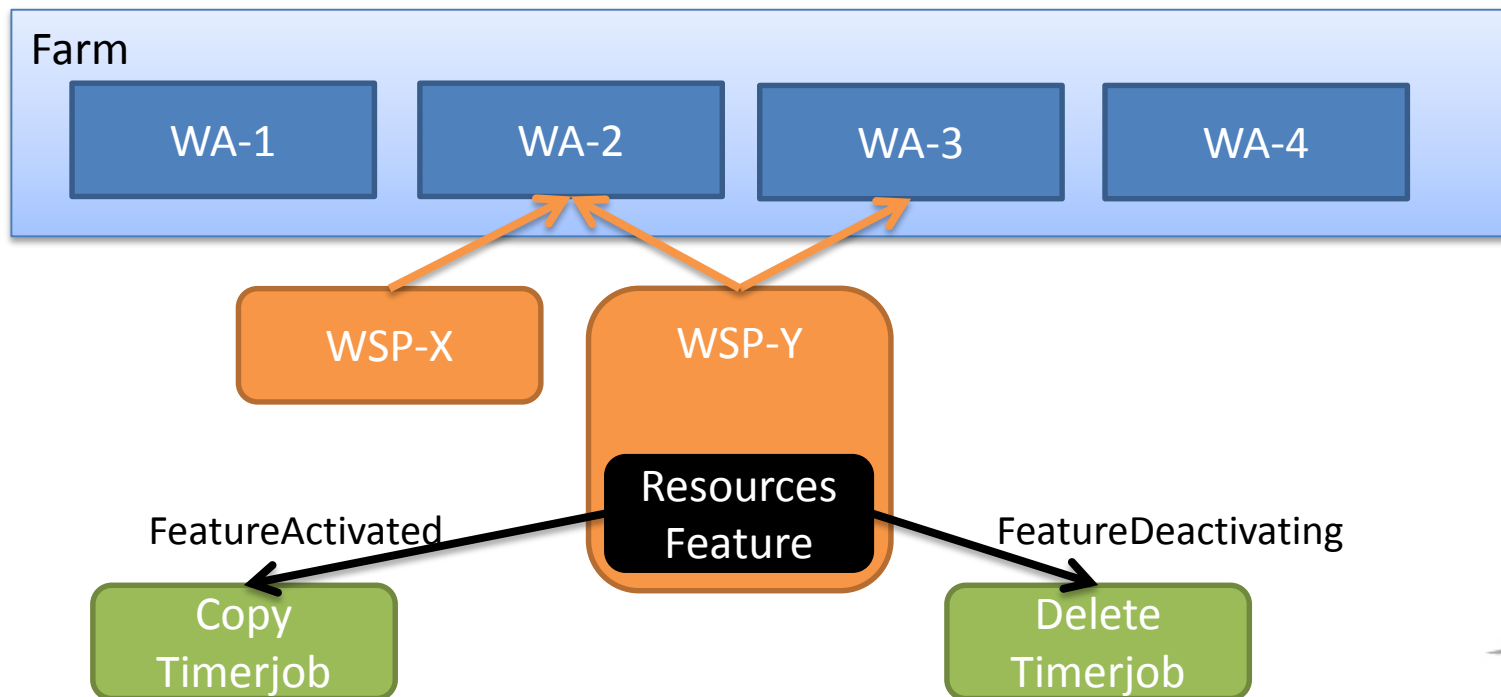 Farm
WA-1
WA-2
WA-3
WA-4
WSP-X
WSP-Y
Resources
Feature
FeatureActivated
FeatureDeactivating
Copy
Timerjob
Delete
Timerjob